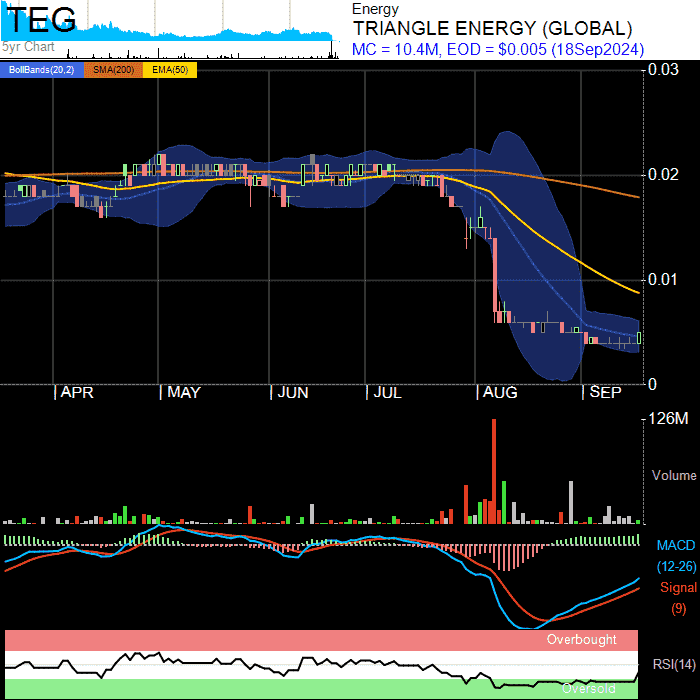 TEG
5yr Chart
Energy
TRIANGLE ENERGY (GLOBAL)
MC = 10.4M, EOD = $0.005 (18Sep2024)
BollBands(20,2) SMA(200) EMA(50)
0.03
0.02
0.01
0
APR MAY JUN JUL AUG SEP
126M
Volume
MACD
(12-26)
Signal
(9)
Overbought
RSI(14)
Oversold